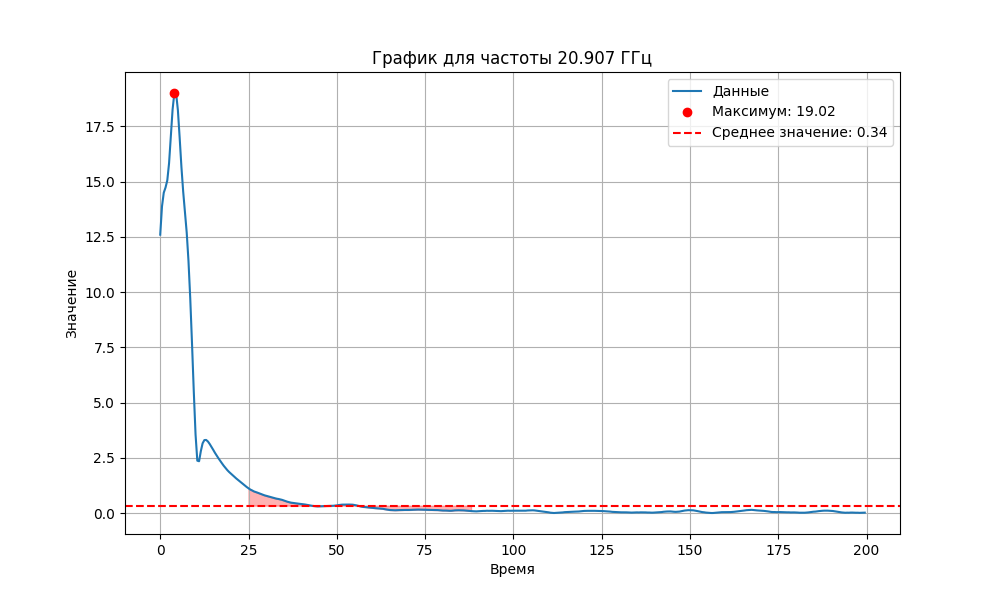 График для частоты 20.907 ГГц
Данные
Максимум: 19.02
Среднее значение: 0.34
17.5
15.0
12.5
10.0
7.5
5.0
2.5
0.0
Значение
0 25 50 75 100 125 150 175 200
Время